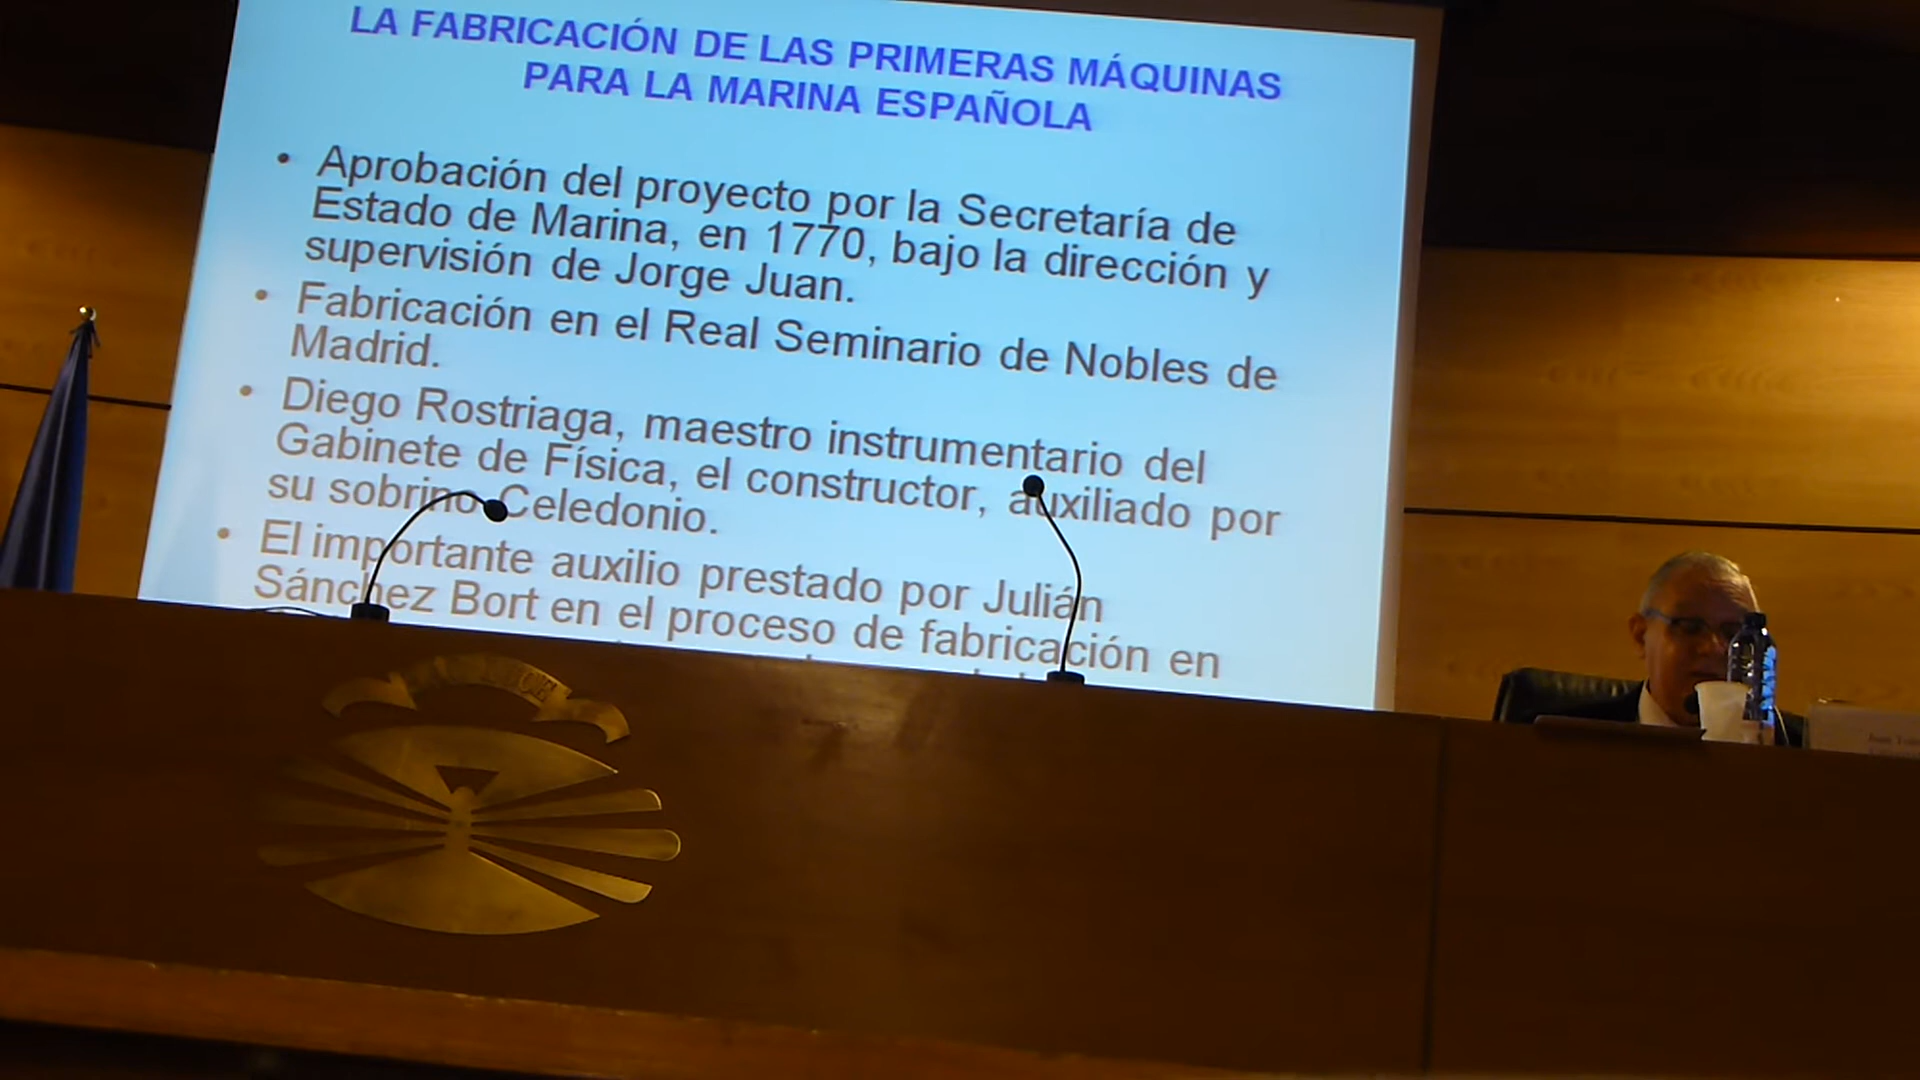 LA FABRICACIÓN DE LAS PRIMERAS MÁQUINAS
PARA LA MARINA ESPAÑOLA
• Aprobación del proyecto por la Secretaría de
Estado de Marina, en 1770, bajo la dirección y
supervisión de Jorge Juan.
• Fabricación en el Real Seminario de Nobles de
Madrid.
• Diego Rostriaga, maestro instrumentario del
Gabinete de Física, el constructor, auxiliado por
su sobrino Celedonio.
• El importante auxilio prestado por Julián
Sánchez Bort en el proceso de fabricación en